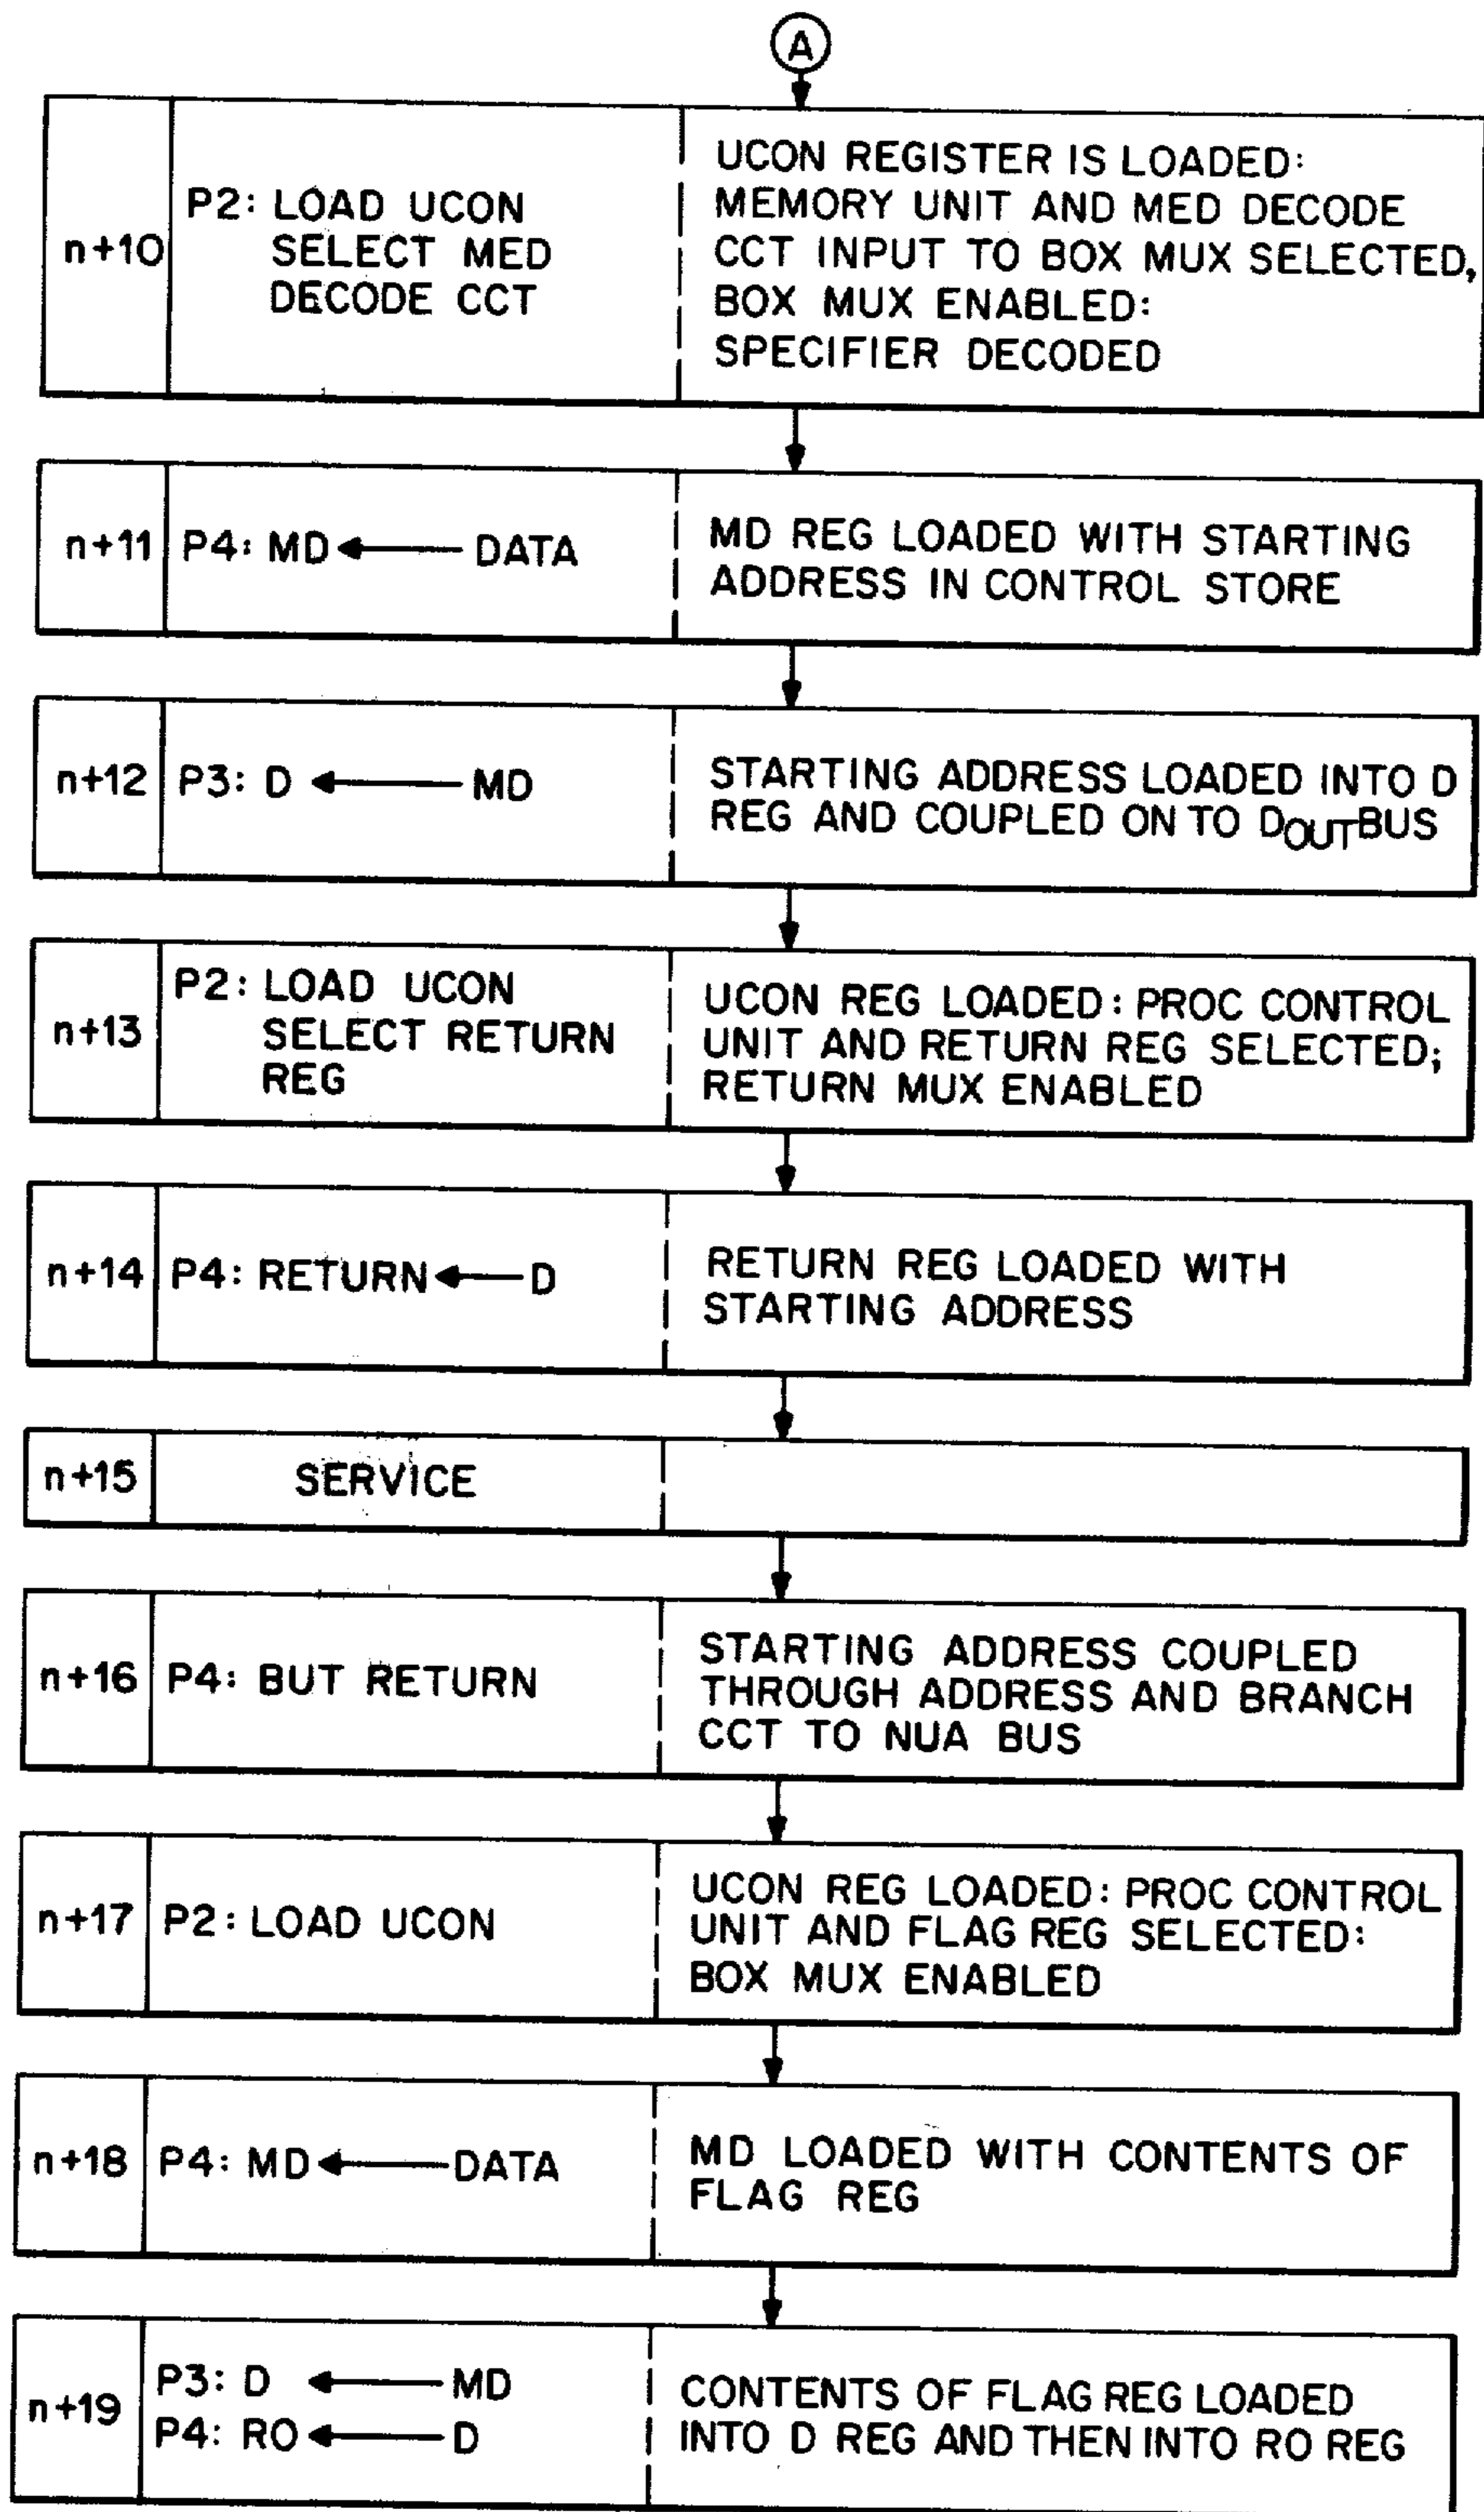 A
n+10
P2: LOAD UCON
SELECT MED
DECODE CCT
UCON REGISTER IS LOADED:
MEMORY UNIT AND MED DECODE
CCT INPUT TO BOX MUX SELECTED,
BOX MUX ENABLED:
SPECIFIER DECODED
n+11
P4: MD ← DATA
MD REG LOADED WITH STARTING
ADDRESS IN CONTROL STORE
n+12
P3: D ← MD
STARTING ADDRESS LOADED INTO D
REG AND COUPLED ON TO DOUT BUS
n+13
P2: LOAD UCON
SELECT RETURN
REG
UCON REG LOADED: PROC CONTROL
UNIT AND RETURN REG SELECTED;
RETURN MUX ENABLED
n+14
P4: RETURN ← D
RETURN REG LOADED WITH
STARTING ADDRESS
n+15
SERVICE
n+16
P4: BUT RETURN
STARTING ADDRESS COUPLED
THROUGH ADDRESS AND BRANCH
CCT TO NUA BUS
n+17
P2: LOAD UCON
UCON REG LOADED: PROC CONTROL
UNIT AND FLAG REG SELECTED:
BOX MUX ENABLED
n+18
P4: MD ← DATA
MD LOADED WITH CONTENTS OF
FLAG REG
n+19
P3: D ← MD
P4: RO ← D
CONTENTS OF FLAG REG LOADED
INTO D REG AND THEN INTO RO REG